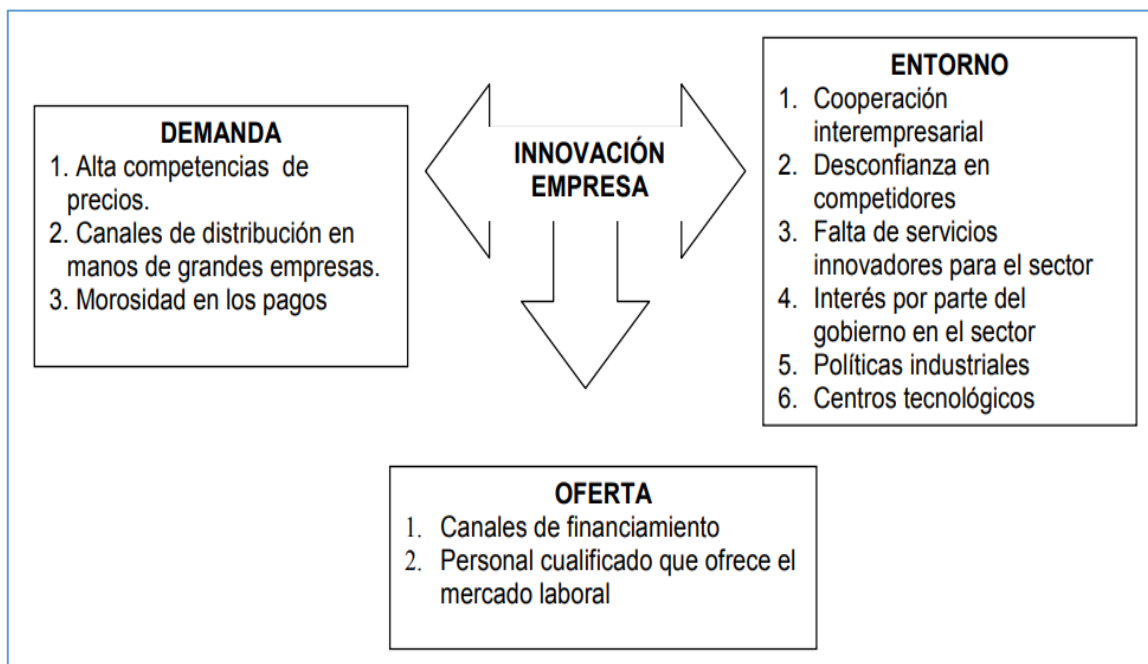 DEMANDA
1. Alta competencias de
precios.
2. Canales de distribución en
manos de grandes empresas.
3. Morosidad en los pagos
INNOVACIÓN
EMPRESA
ENTORNO
1. Cooperación
interempresarial
2. Desconfianza en
competidores
3. Falta de servicios
innovadores para el sector
4. Interés por parte del
gobierno en el sector
5. Políticas industriales
6. Centros tecnológicos
OFERTA
1. Canales de financiamiento
2. Personal cualificado que ofrece el
mercado laboral